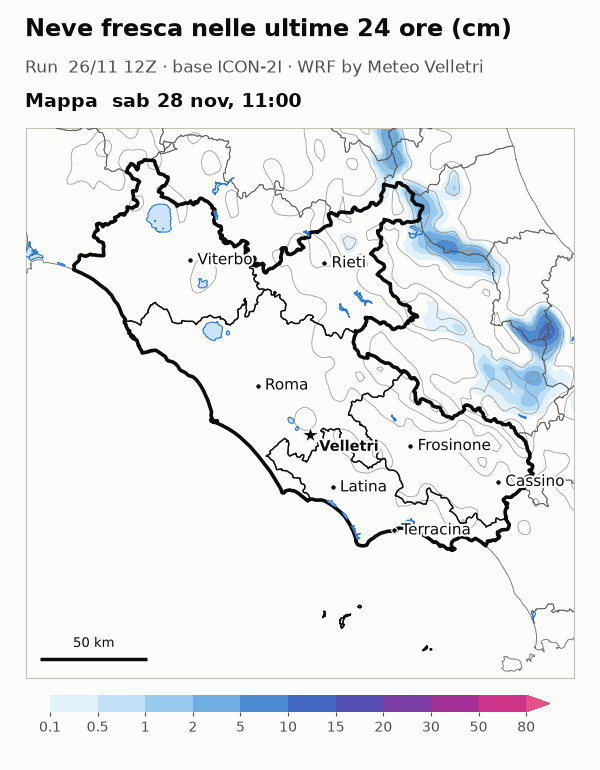 Neve fresca nelle ultime 24 ore (cm)
Run  26/11 12Z · base ICON-2I · WRF by Meteo Velletri
Mappa  sab 28 nov, 11:00
Viterbo
Rieti
Roma
Velletri
Frosinone
Latina
Cassino
Terracina
50 km
0.1 0.5 1 2 5 10 15 20 30 50 80